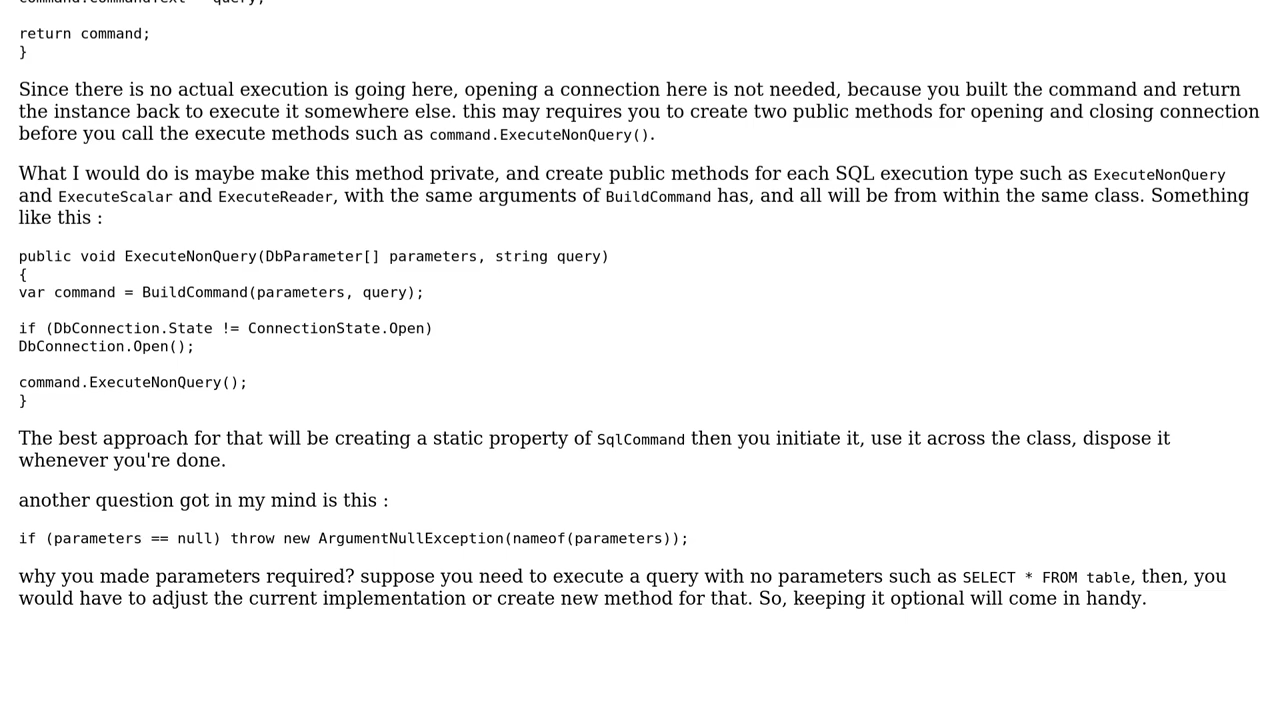 return command;
}
Since there is no actual execution is going here, opening a connection here is not needed, because you built the command and return
the instance back to execute it somewhere else. this may requires you to create two public methods for opening and closing connection
before you call the execute methods such as command.ExecuteNonQuery().
What I would do is maybe make this method private, and create public methods for each SQL execution type such as ExecuteNonQuery
and ExecuteScalar and ExecuteReader, with the same arguments of BuildCommand has, and all will be from within the same class. Something
like this :
public void ExecuteNonQuery(DbParameter[] parameters, string query)
{
var command = BuildCommand(parameters, query);
if (DbConnection.State != ConnectionState.Open)
DbConnection.Open();
command.ExecuteNonQuery();
}
The best approach for that will be creating a static property of SqlCommand then you initiate it, use it across the class, dispose it
whenever you're done.
another question got in my mind is this :
if (parameters == null) throw new ArgumentNullException(nameof(parameters));
why you made parameters required? suppose you need to execute a query with no parameters such as SELECT * FROM table, then, you
would have to adjust the current implementation or create new method for that. So, keeping it optional will come in handy.